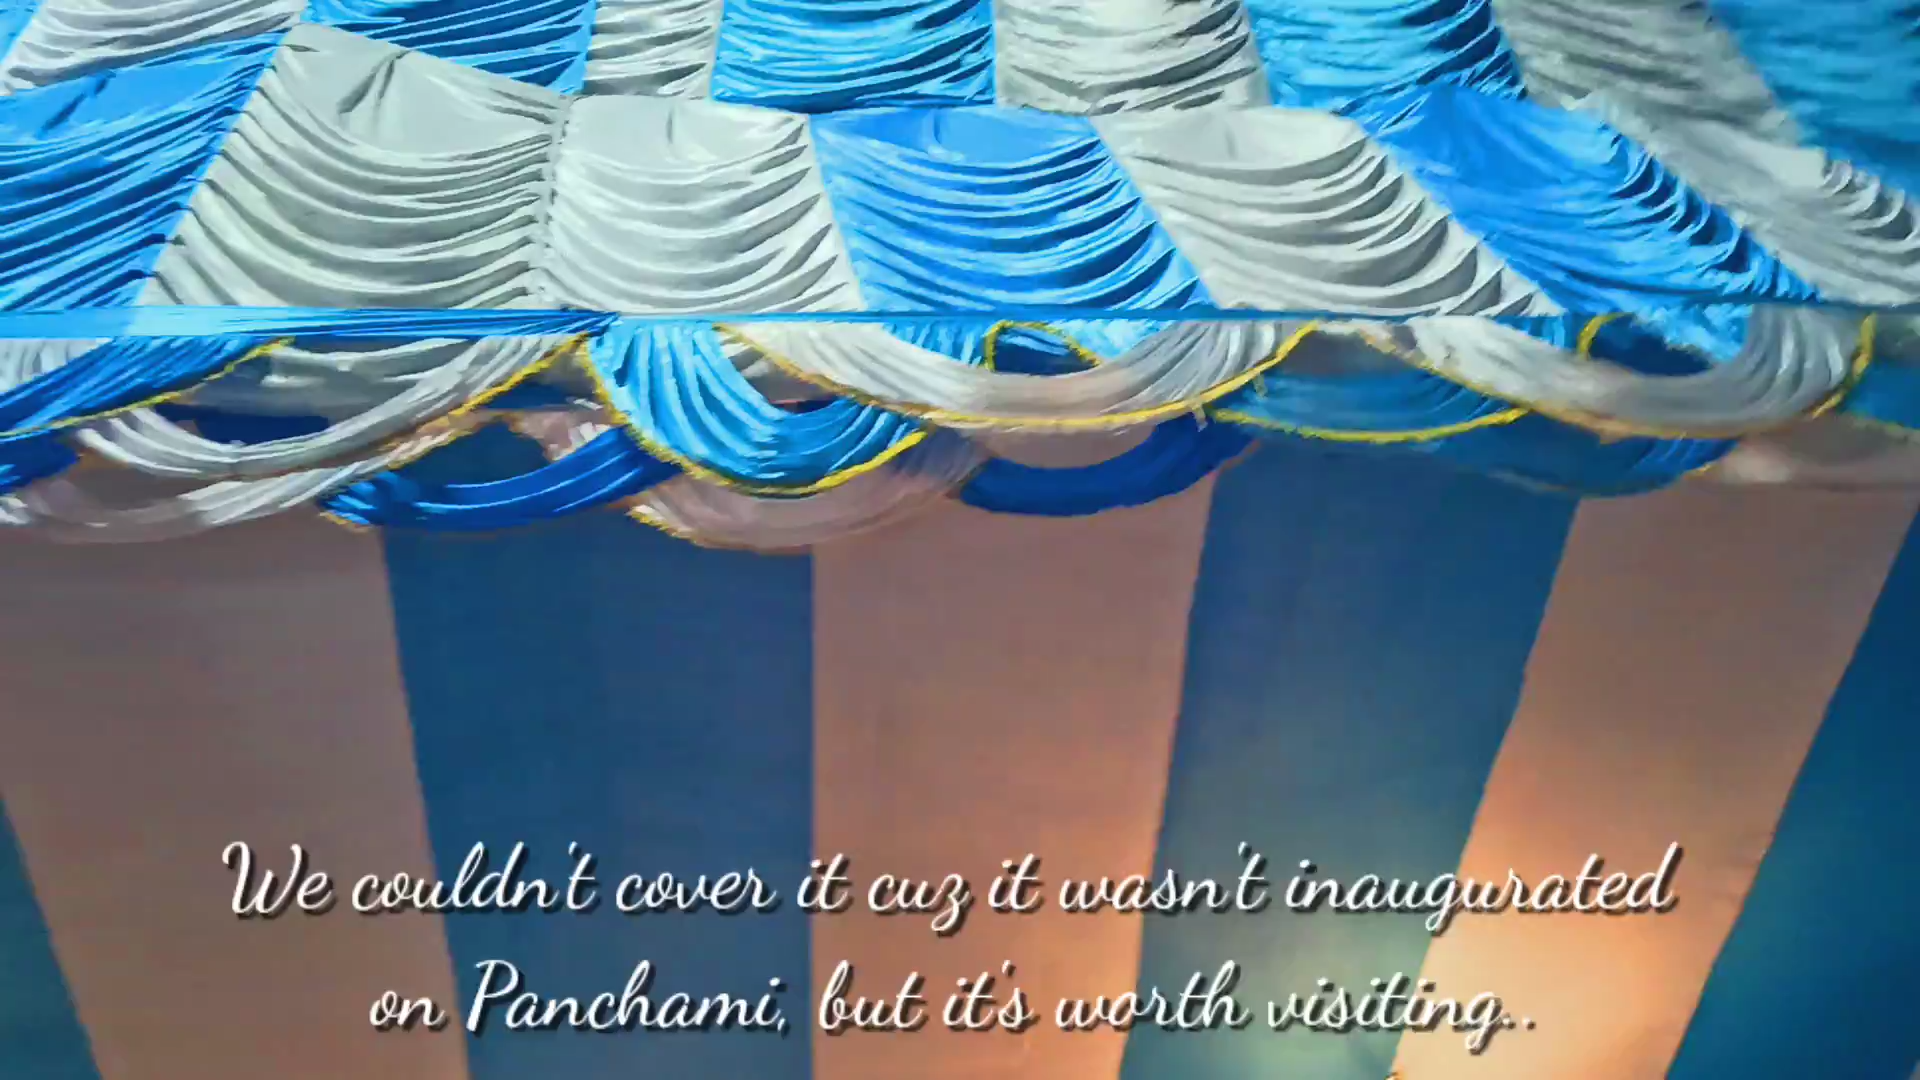 We couldn't cover it cuz it wasn't inaugurated
on Panchami, but it's worth visiting..